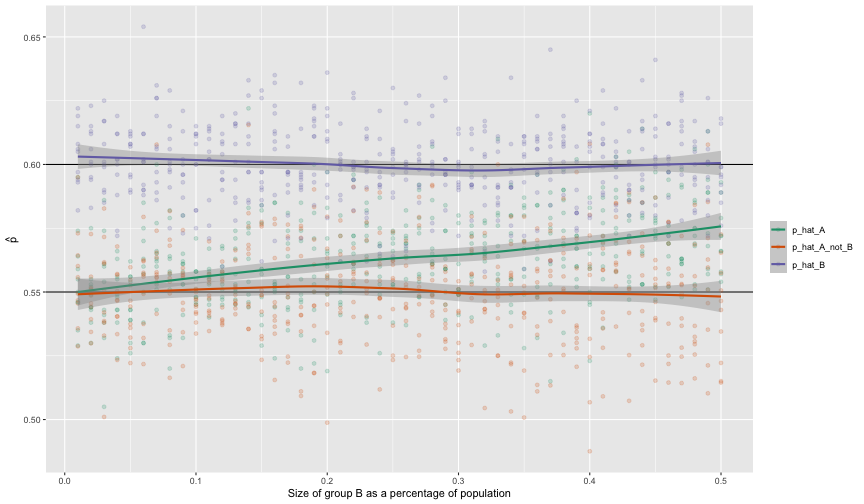 0.65
0.60
0.55
0.50
p̂
0.0
0.1
0.2
0.3
0.4
0.5
Size of group B as a percentage of population
p_hat_A
p_hat_A_not_B
p_hat_B